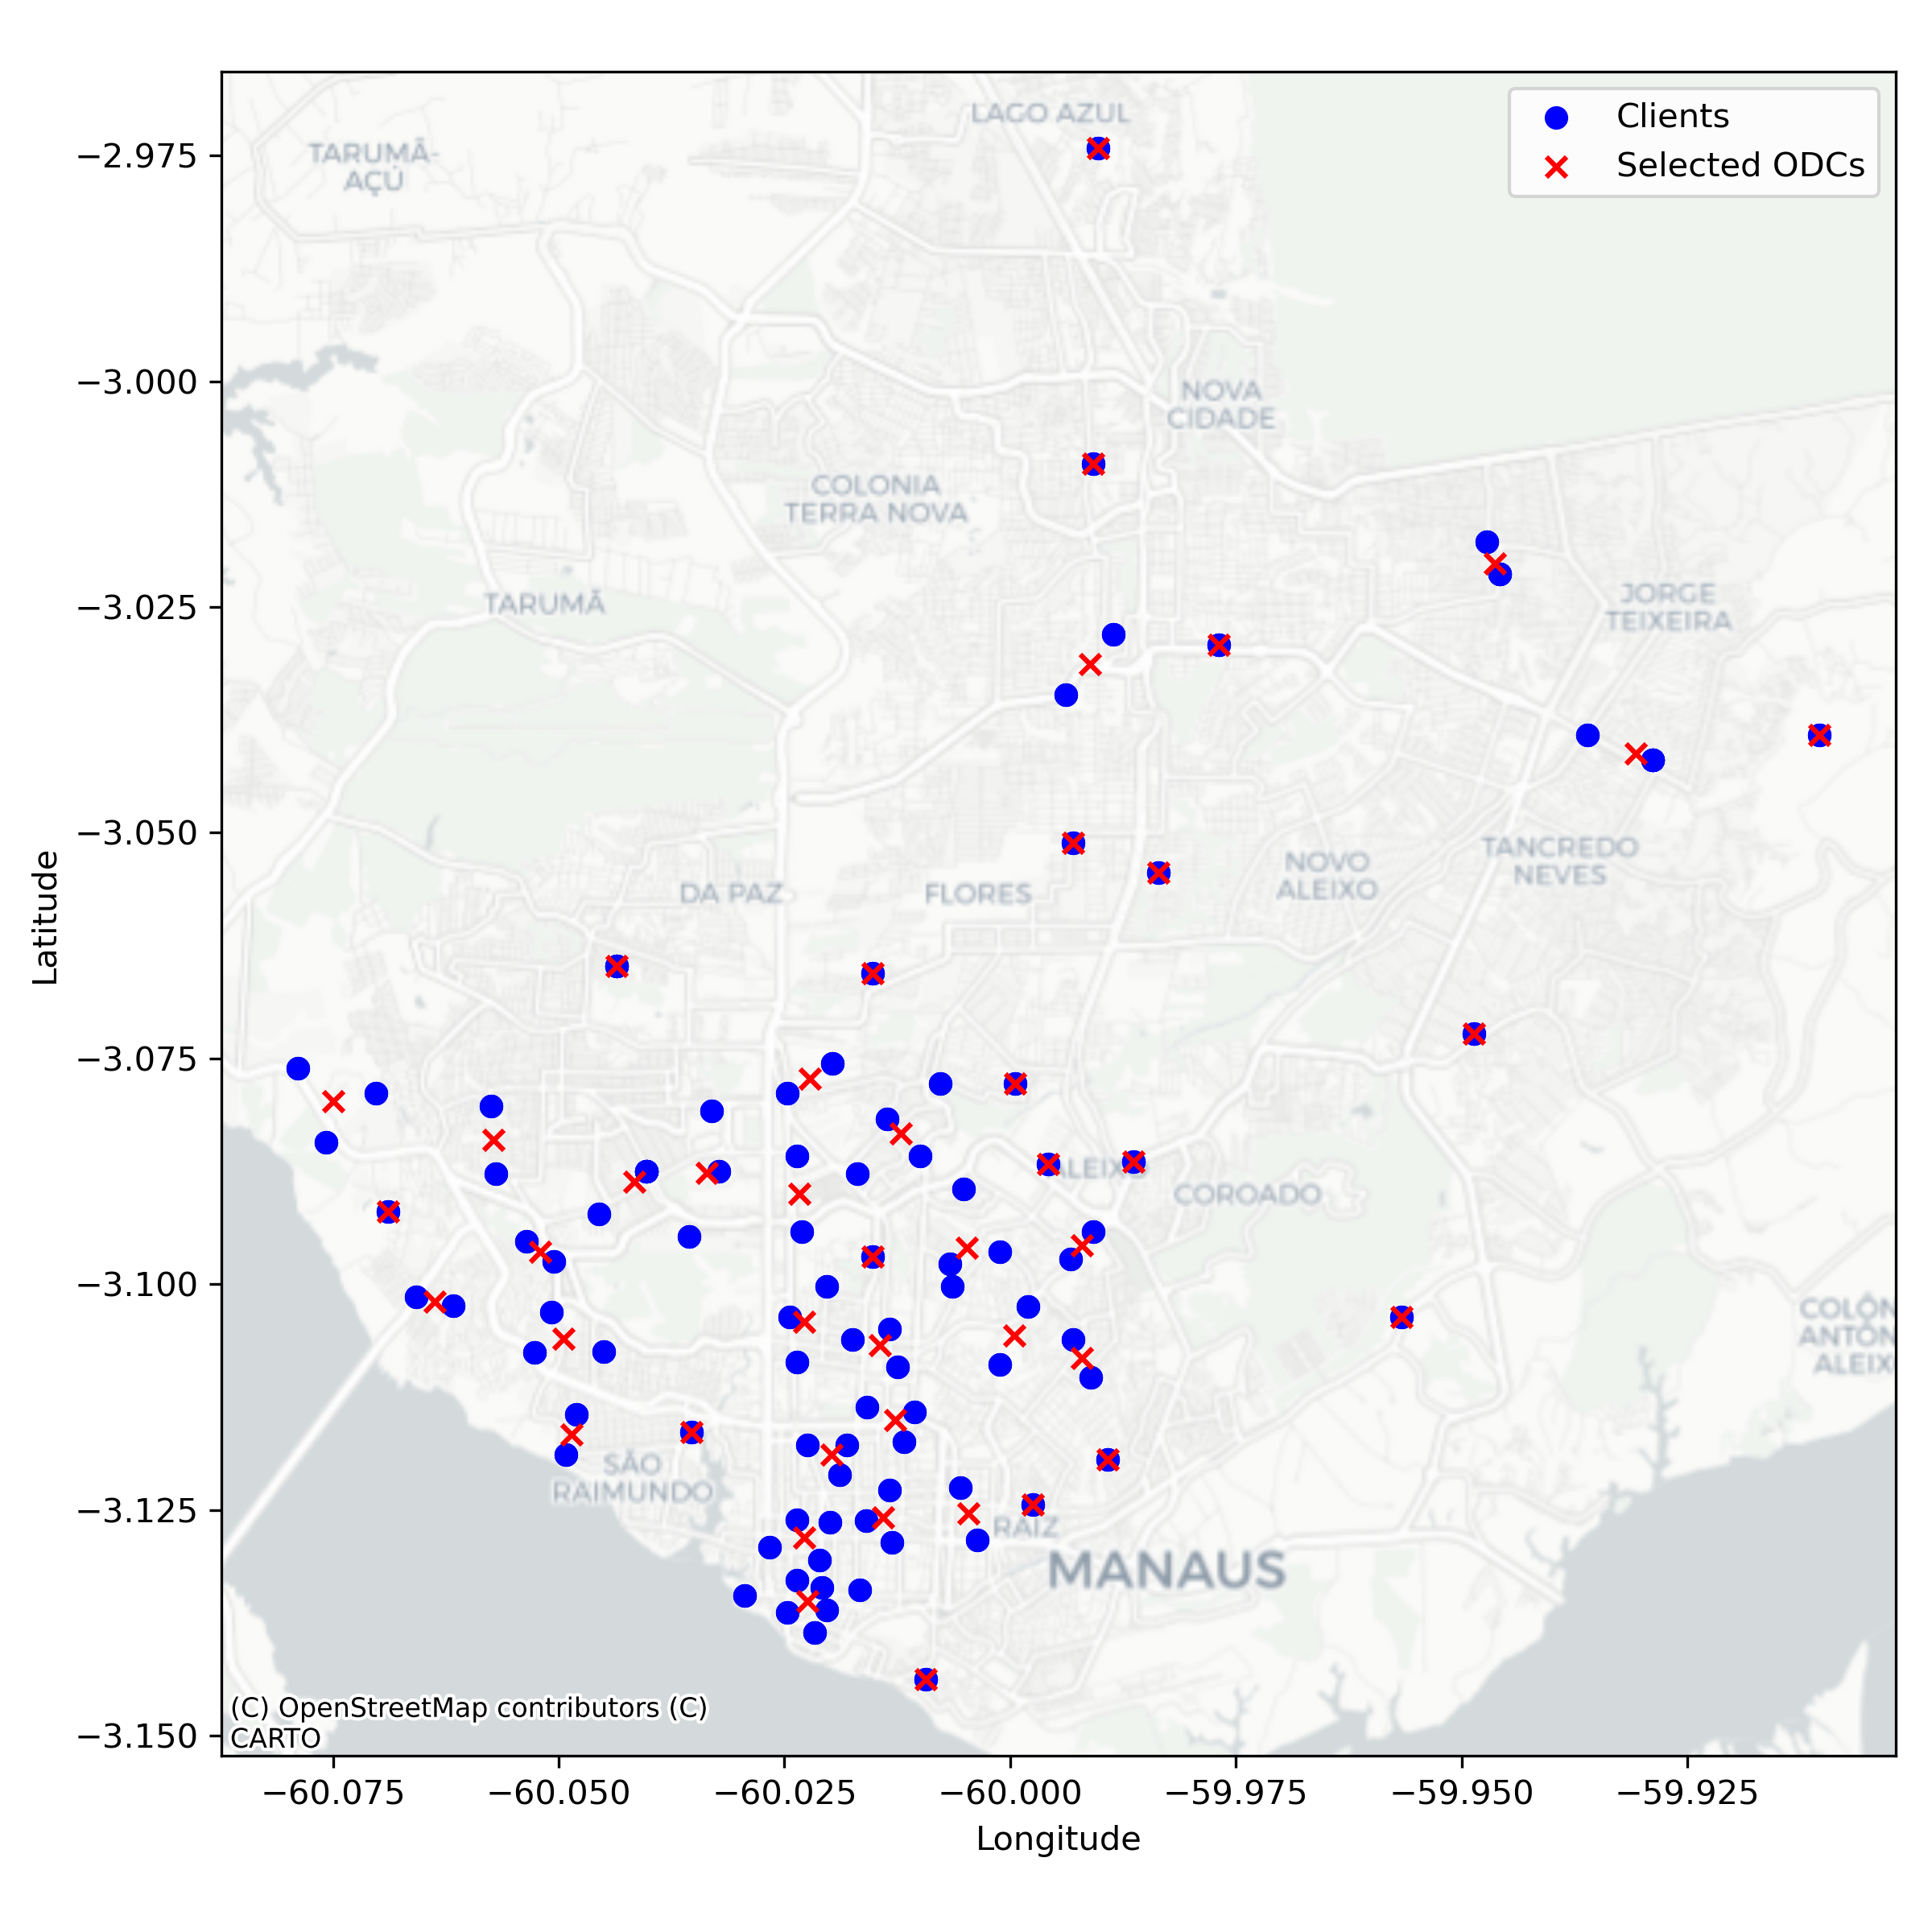 LAGO AZUL
Clients
Selected ODCs
TARUMÃ-
AÇÚ
−2.975
−3.000
NOVA
CIDADE
COLONIA
TERRA NOVA
TARUMÃ
JORGE
TEIXEIRA
−3.025
−3.050
DA PAZ
FLORES
NOVO
ALEIXO
TANCREDO
NEVES
Latitude
−3.075
ALEIXO
COROADO
−3.100
COLÔN
ANTÔN
ALEIX
SÃO
RAIMUNDO
−3.125
RAIZ
MANAUS
(C) OpenStreetMap contributors (C)
CARTO
−3.150
−60.075
−60.050
−60.025
−60.000
−59.975
−59.950
−59.925
Longitude